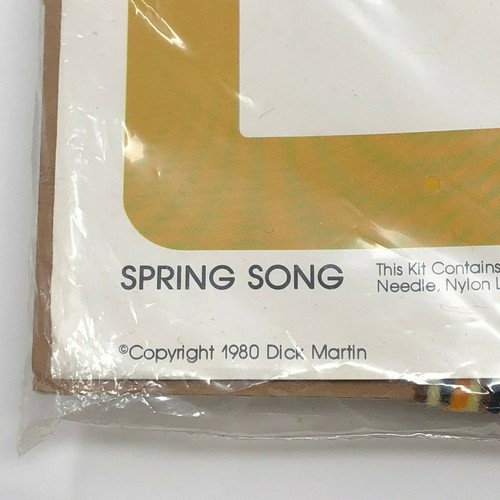 SPRING SONG
This Kit Contains
Needle, Nylon L
©Copyright 1980 Dick Martin